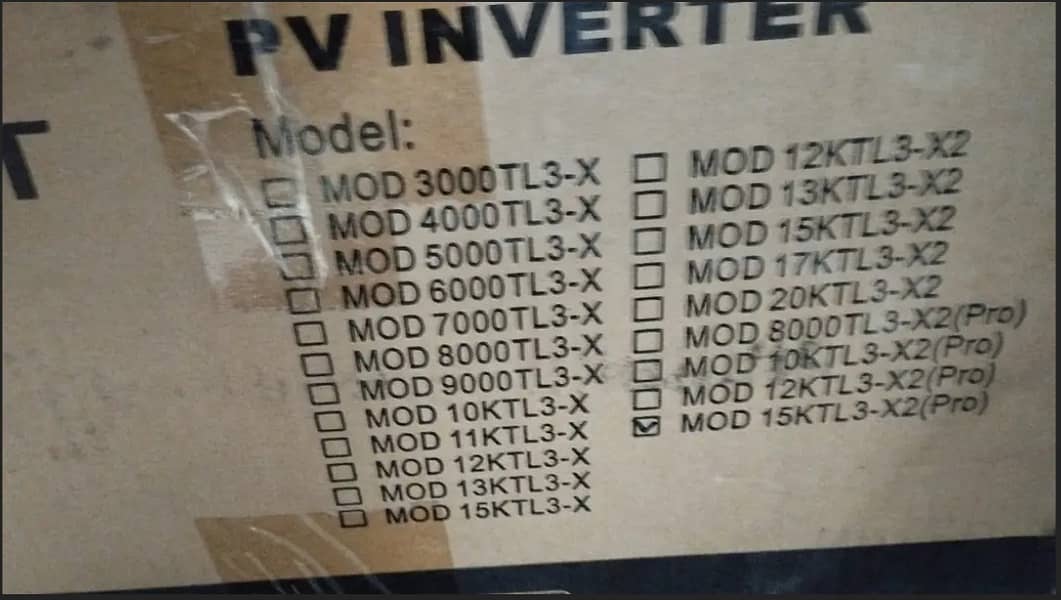 PV INVERTER
T
Model:
☐ MOD 3000TL3-X
☐ MOD 4000TL3-X
☐ MOD 5000TL3-X
☐ MOD 6000TL3-X
☐ MOD 7000TL3-X
☐ MOD 8000TL3-X
☐ MOD 9000TL3-X
☐ MOD 10KTL3-X
☐ MOD 11KTL3-X
☐ MOD 12KTL3-X
☐ MOD 13KTL3-X
☐ MOD 15KTL3-X
☐ MOD 12KTL3-X2
☐ MOD 13KTL3-X2
☐ MOD 15KTL3-X2
☐ MOD 17KTL3-X2
☐ MOD 20KTL3-X2
☐ MOD 8000TL3-X2(Pro)
☐ MOD 10KTL3-X2(Pro)
☐ MOD 12KTL3-X2(Pro)
☑ MOD 15KTL3-X2(Pro)